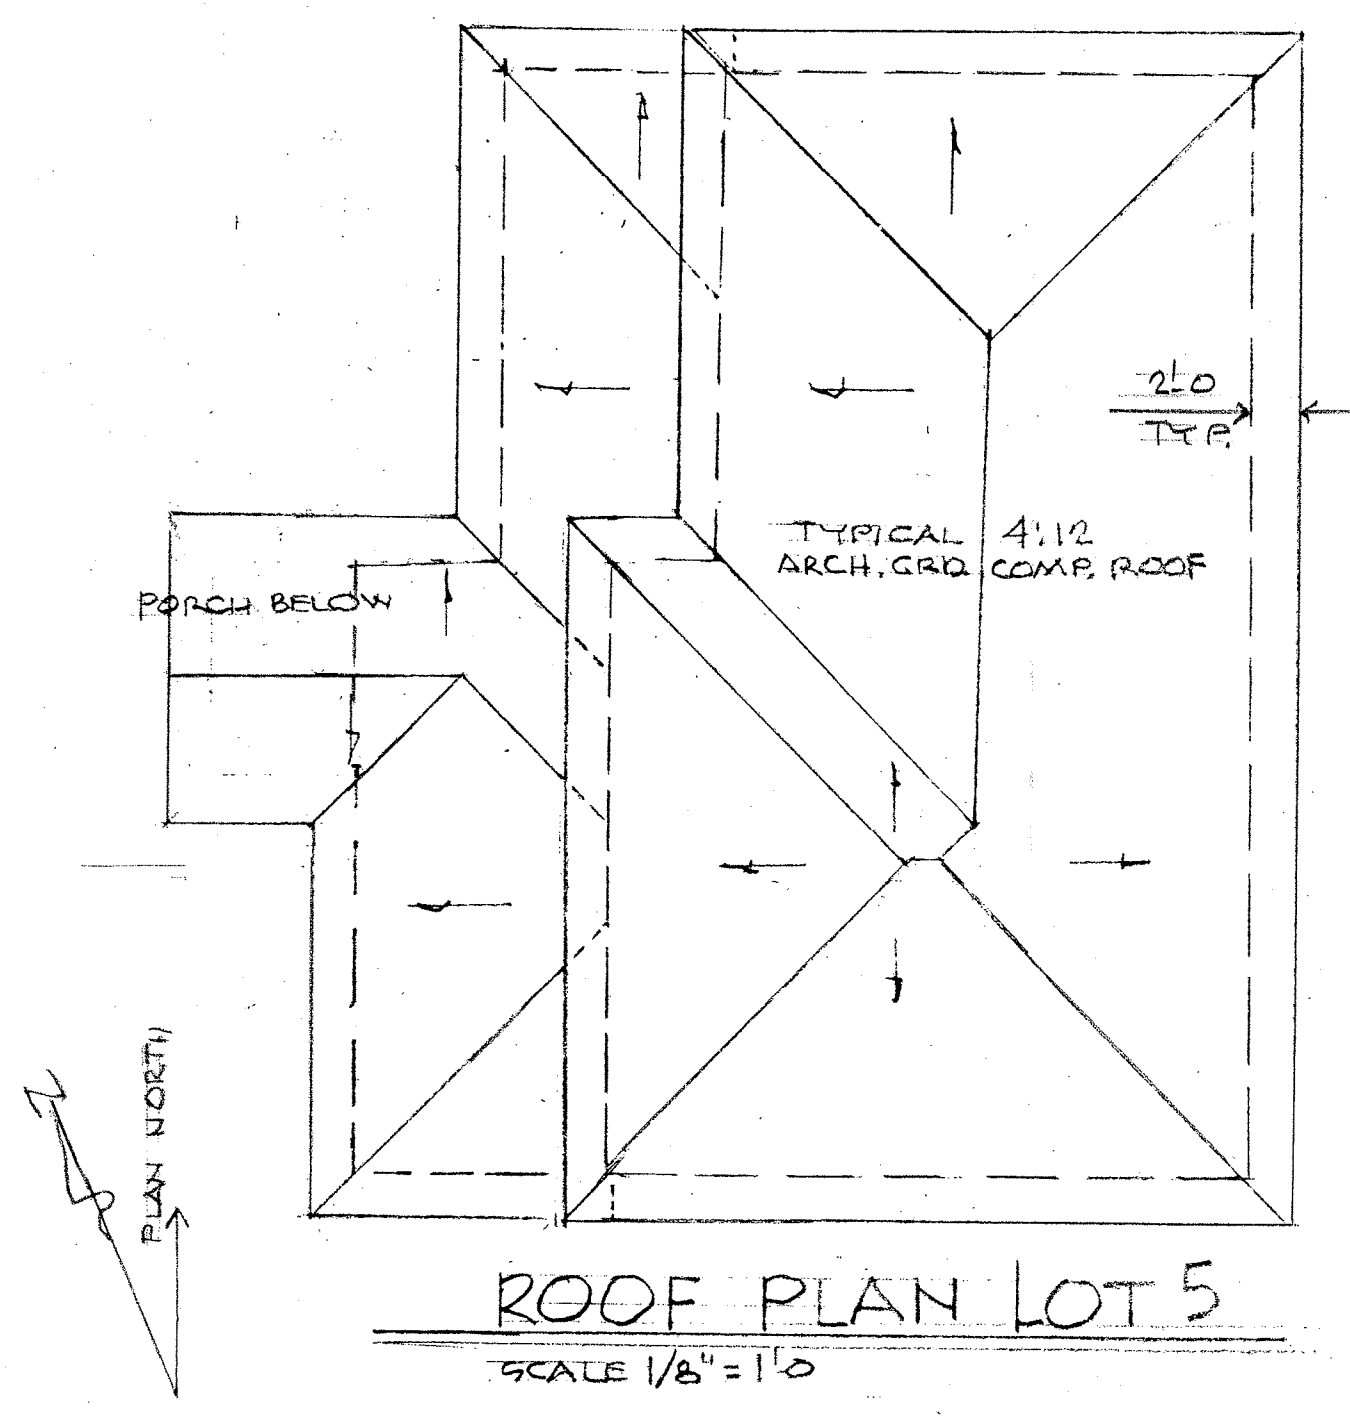 2'-0
TYP.
TYPICAL 4:12
ARCH. GRD. COMP. ROOF
PORCH BELOW
PLAN NORTH
N
ROOF PLAN LOT 5
SCALE 1/8" = 1'0